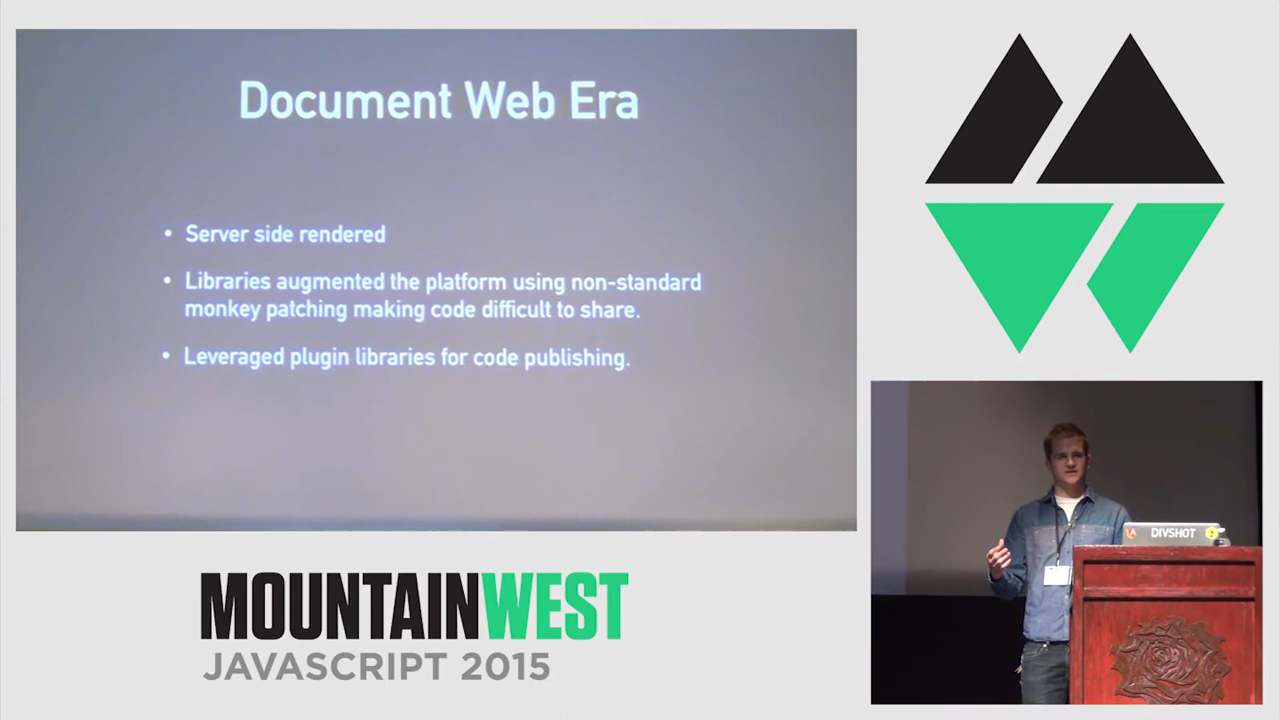 Document Web Era
• Server side rendered
• Libraries augmented the platform using non-standard
monkey patching making code difficult to share.
• Leveraged plugin libraries for code publishing.
DIVSHOT
MOUNTAINWEST
JAVASCRIPT 2015